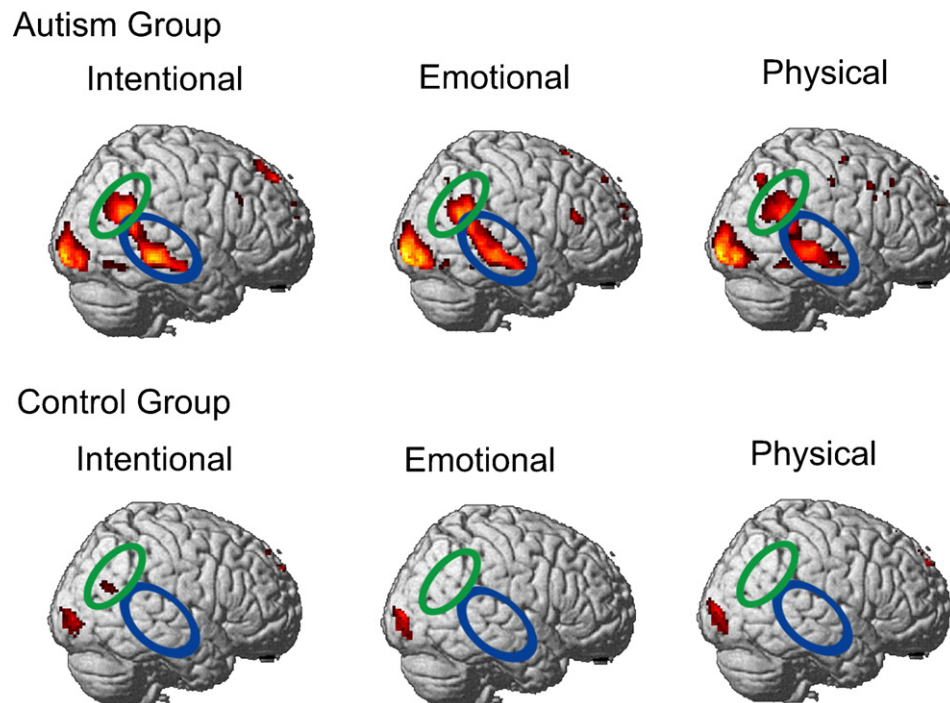 Autism Group
Intentional Emotional Physical
Control Group
Intentional Emotional Physical